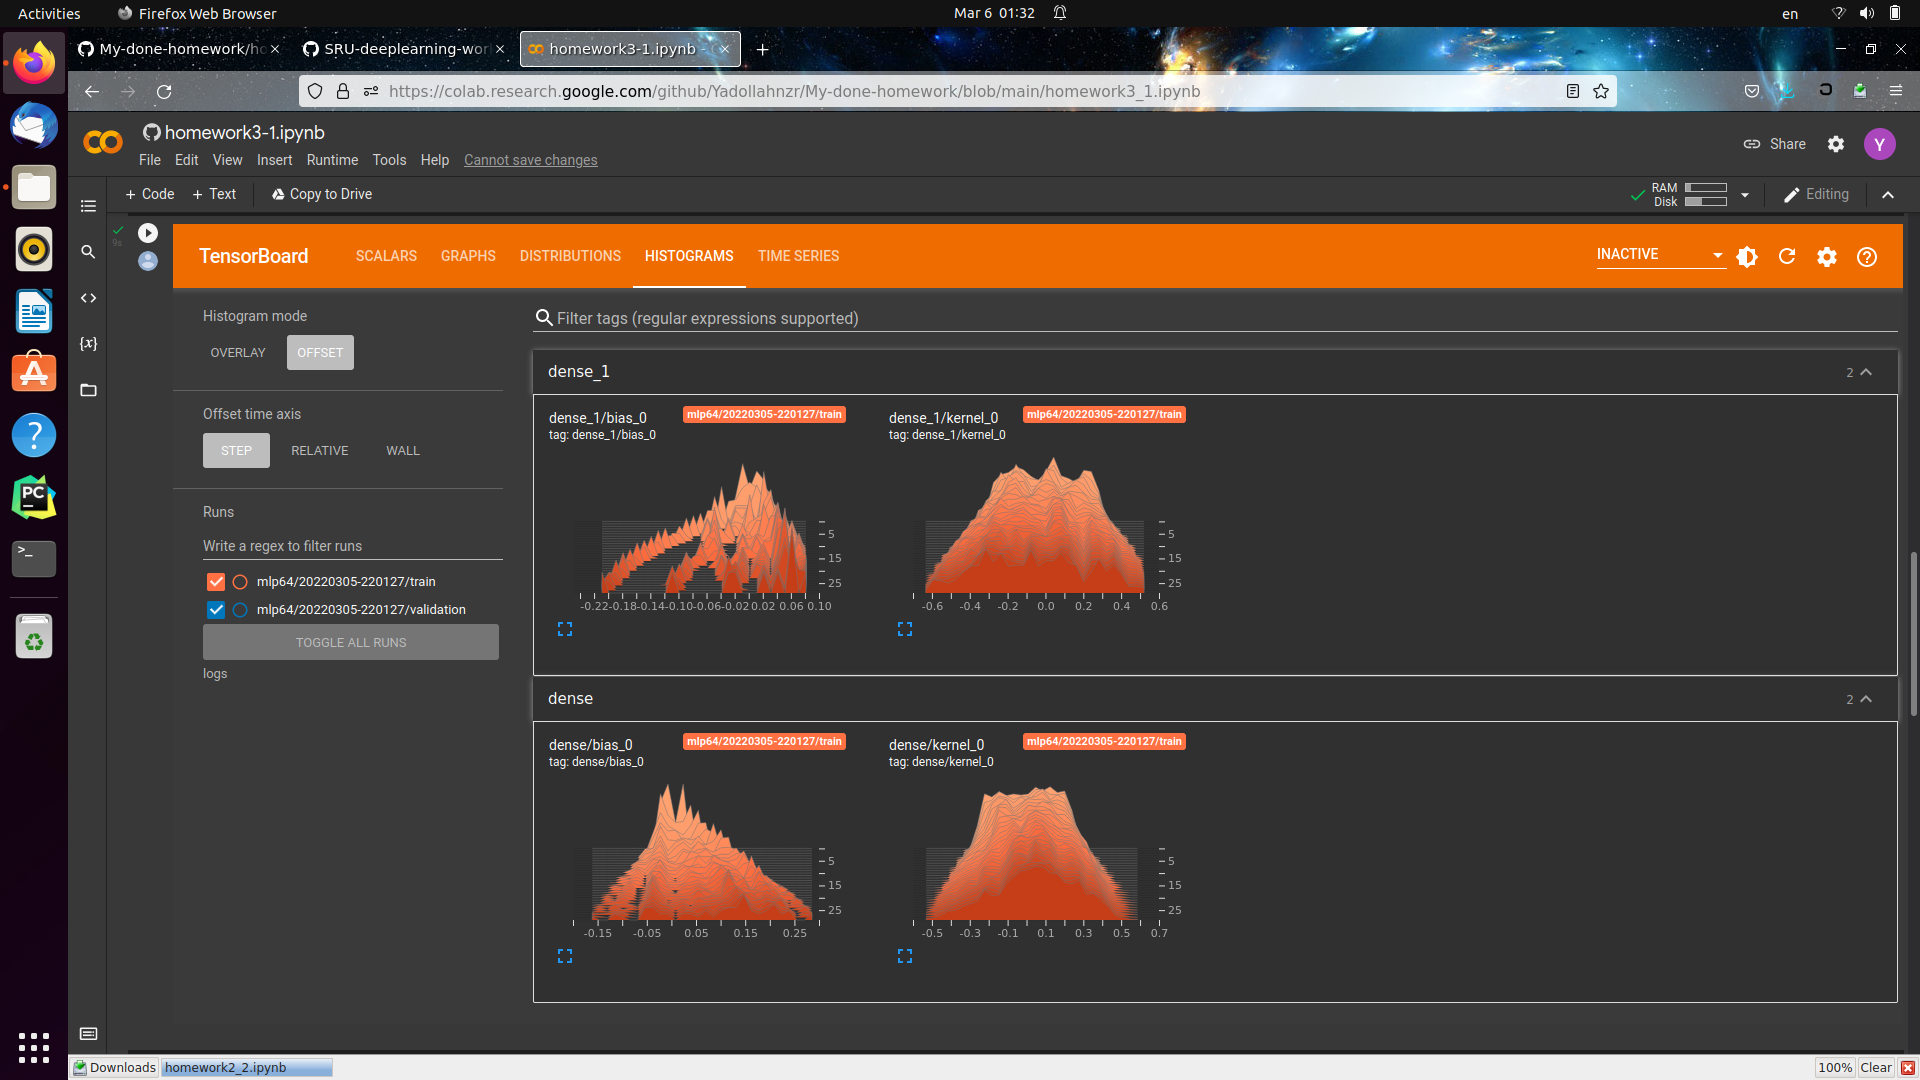 Activities
Firefox Web Browser
Mar 6 01:32
en
My-done-homework/ho
SRU-deeplearning-wor
homework3-1.ipynb -
https://colab.research.google.com/github/Yadollahnzr/My-done-homework/blob/main/homework3_1.ipynb
homework3-1.ipynb
File Edit View Insert Runtime Tools Help Cannot save changes
Share
Y
+ Code + Text
Copy to Drive
RAM
Disk
Editing
9s
TensorBoard
SCALARS GRAPHS DISTRIBUTIONS HISTOGRAMS TIME SERIES
INACTIVE
Histogram mode
OVERLAY OFFSET
Offset time axis
STEP RELATIVE WALL
Runs
Write a regex to filter runs
mlp64/20220305-220127/train
mlp64/20220305-220127/validation
TOGGLE ALL RUNS
logs
Filter tags (regular expressions supported)
dense_1
2
dense_1/bias_0
mlp64/20220305-220127/train
tag: dense_1/bias_0
5
15
25
-0.22 -0.18 -0.14 -0.10 -0.06 -0.02 0.02 0.06 0.10
dense_1/kernel_0
mlp64/20220305-220127/train
tag: dense_1/kernel_0
5
15
25
-0.6 -0.4 -0.2 0.0 0.2 0.4 0.6
dense
2
dense/bias_0
mlp64/20220305-220127/train
tag: dense/bias_0
5
15
25
-0.15 -0.05 0.05 0.15 0.25
dense/kernel_0
mlp64/20220305-220127/train
tag: dense/kernel_0
5
15
25
-0.5 -0.3 -0.1 0.1 0.3 0.5 0.7
Downloads
homework2_2.ipynb
100%
Clear